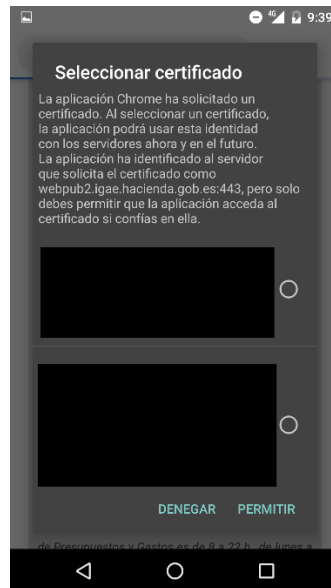 4G 9:39
Seleccionar certificado
La aplicación Chrome ha solicitado un
certificado. Al seleccionar un certificado,
la aplicación podrá usar esta identidad
con los servidores ahora y en el futuro.
La aplicación ha identificado al servidor
que solicita el certificado como
webpub2.igae.hacienda.gob.es:443, pero solo
debes permitir que la aplicación acceda al
certificado si confías en ella.
DENEGAR PERMITIR
de Presupuestos y Gastos es de 8 a 22 h., de lunes a